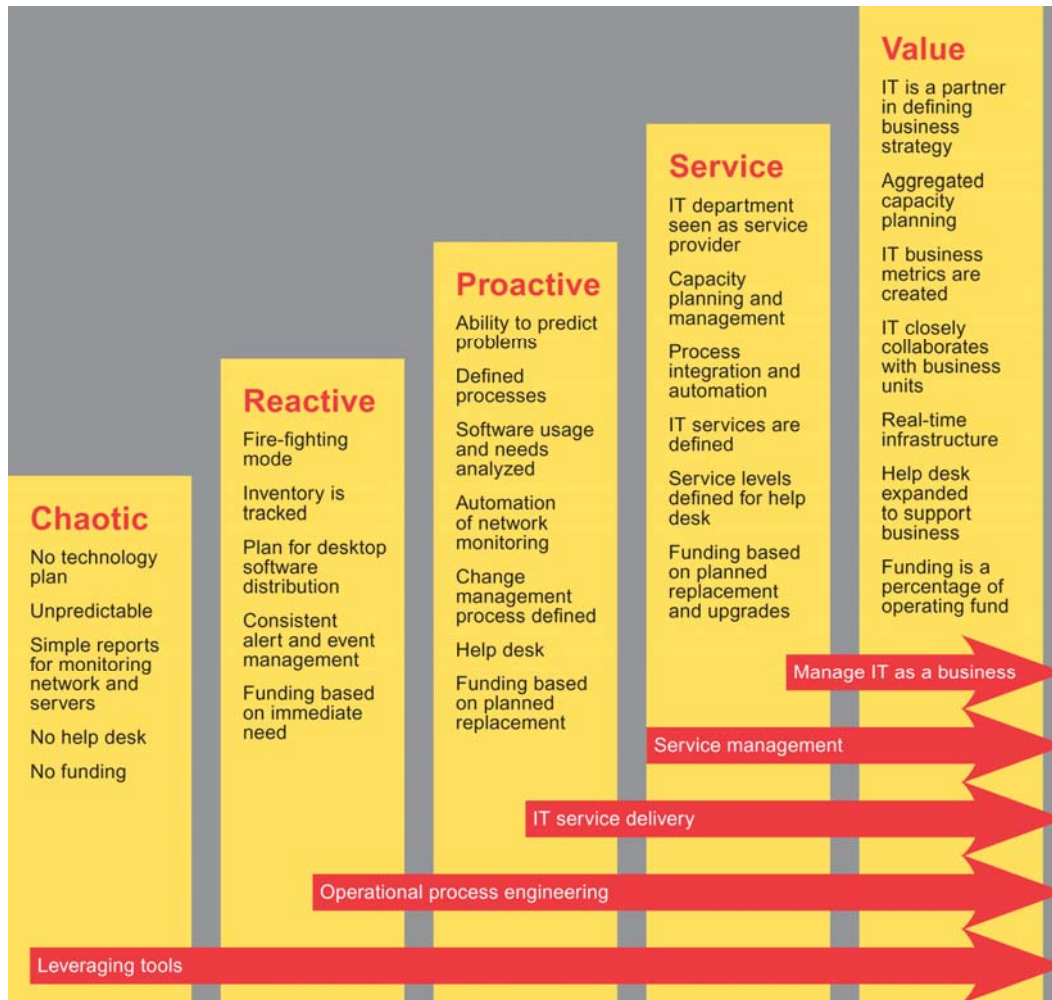 Chaotic
No technology
plan
Unpredictable
Simple reports
for monitoring
network and
servers
No help desk
No funding
Reactive
Fire-fighting
mode
Inventory is
tracked
Plan for desktop
software
distribution
Consistent
alert and event
management
Funding based
on immediate
need
Proactive
Ability to predict
problems
Defined
processes
Software usage
and needs
analyzed
Automation
of network
monitoring
Change
management
process defined
Help desk
Funding based
on planned
replacement
Service
IT department
seen as service
provider
Capacity
planning and
management
Process
integration and
automation
IT services are
defined
Service levels
defined for help
desk
Funding based
on planned
replacement
and upgrades
Value
IT is a partner
in defining
business
strategy
Aggregated
capacity
planning
IT business
metrics are
created
IT closely
collaborates
with business
units
Real-time
infrastructure
Help desk
expanded
to support
business
Funding is a
percentage of
operating fund
Manage IT as a business
Service management
IT service delivery
Operational process engineering
Leveraging tools